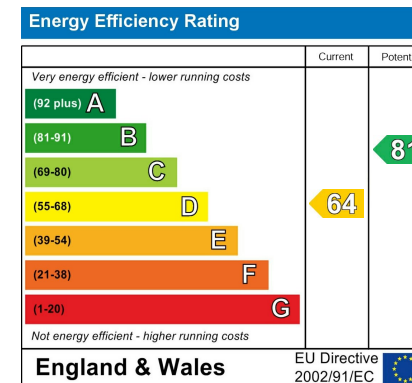 Energy Efficiency Rating
Current Potent
Very energy efficient - lower running costs
(92 plus) A
(81-91) B
81
(69-80) C
(55-68) D
64
(39-54) E
(21-38) F
(1-20) G
Not energy efficient - higher running costs
England & Wales
EU Directive
2002/91/EC